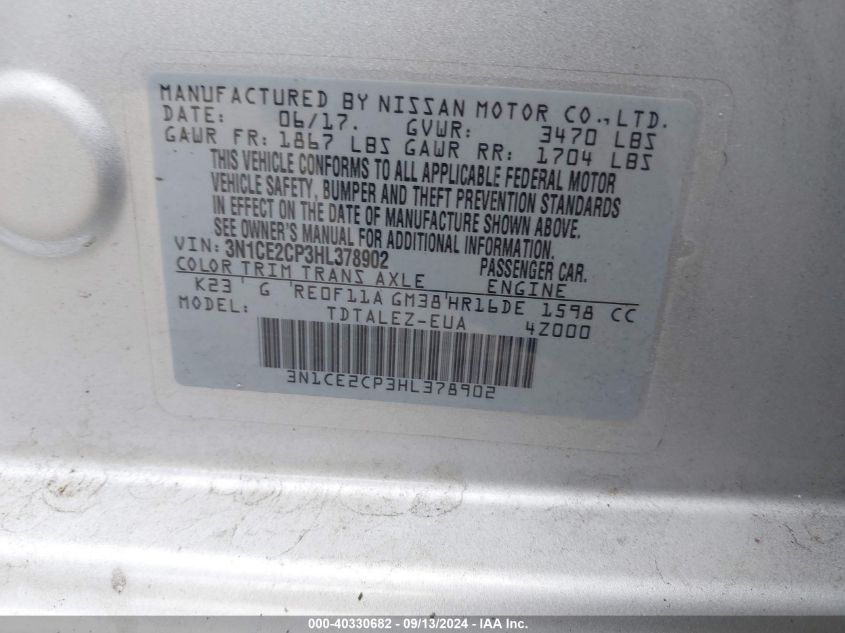 MANUFACTURED BY NISSAN MOTOR CO.,LTD.
DATE: 06/17. GVWR: 3470 LBS
GAWR FR: 1867 LBS GAWR RR: 1704 LBS
THIS VEHICLE CONFORMS TO ALL APPLICABLE FEDERAL MOTOR
VEHICLE SAFETY, BUMPER AND THEFT PREVENTION STANDARDS
IN EFFECT ON THE DATE OF MANUFACTURE SHOWN ABOVE.
SEE OWNER'S MANUAL FOR ADDITIONAL INFORMATION.
VIN: 3N1CE2CP3HL378902 PASSENGER CAR.
COLOR TRIM TRANS AXLE ENGINE
K23 G RE0F11A GM38 HR16DE 1598 CC
MODEL: TDTALEZ-EUA 4Z000
3N1CE2CP3HL378902
000-40330682 - 09/13/2024 - IAA Inc.